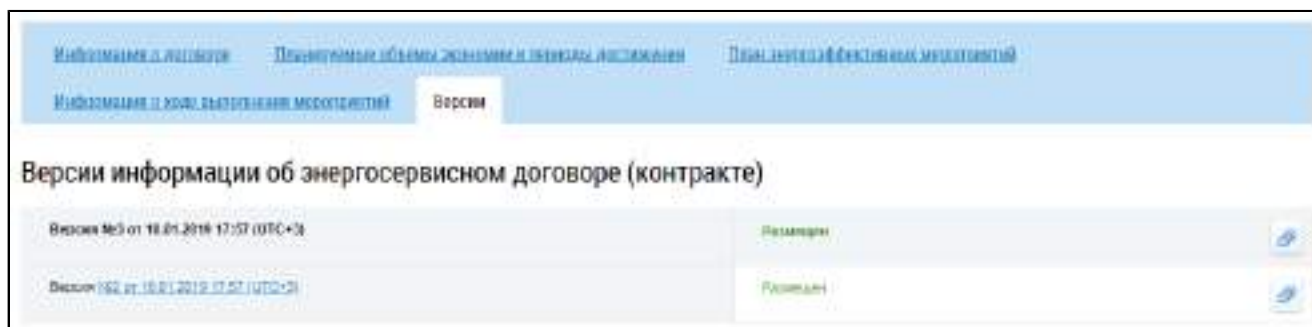 Информация о договоре Планируемые объемы экономии и периоды достижения План энергоэффективных мероприятий
Информация о ходе выполнения мероприятий Версии
Версии информации об энергосервисном договоре (контракте)
Версия №3 от 18.01.2019 17:57 (UTC+3) Размещен
Версия №2 от 18.01.2019 17:57 (UTC+3) Размещен